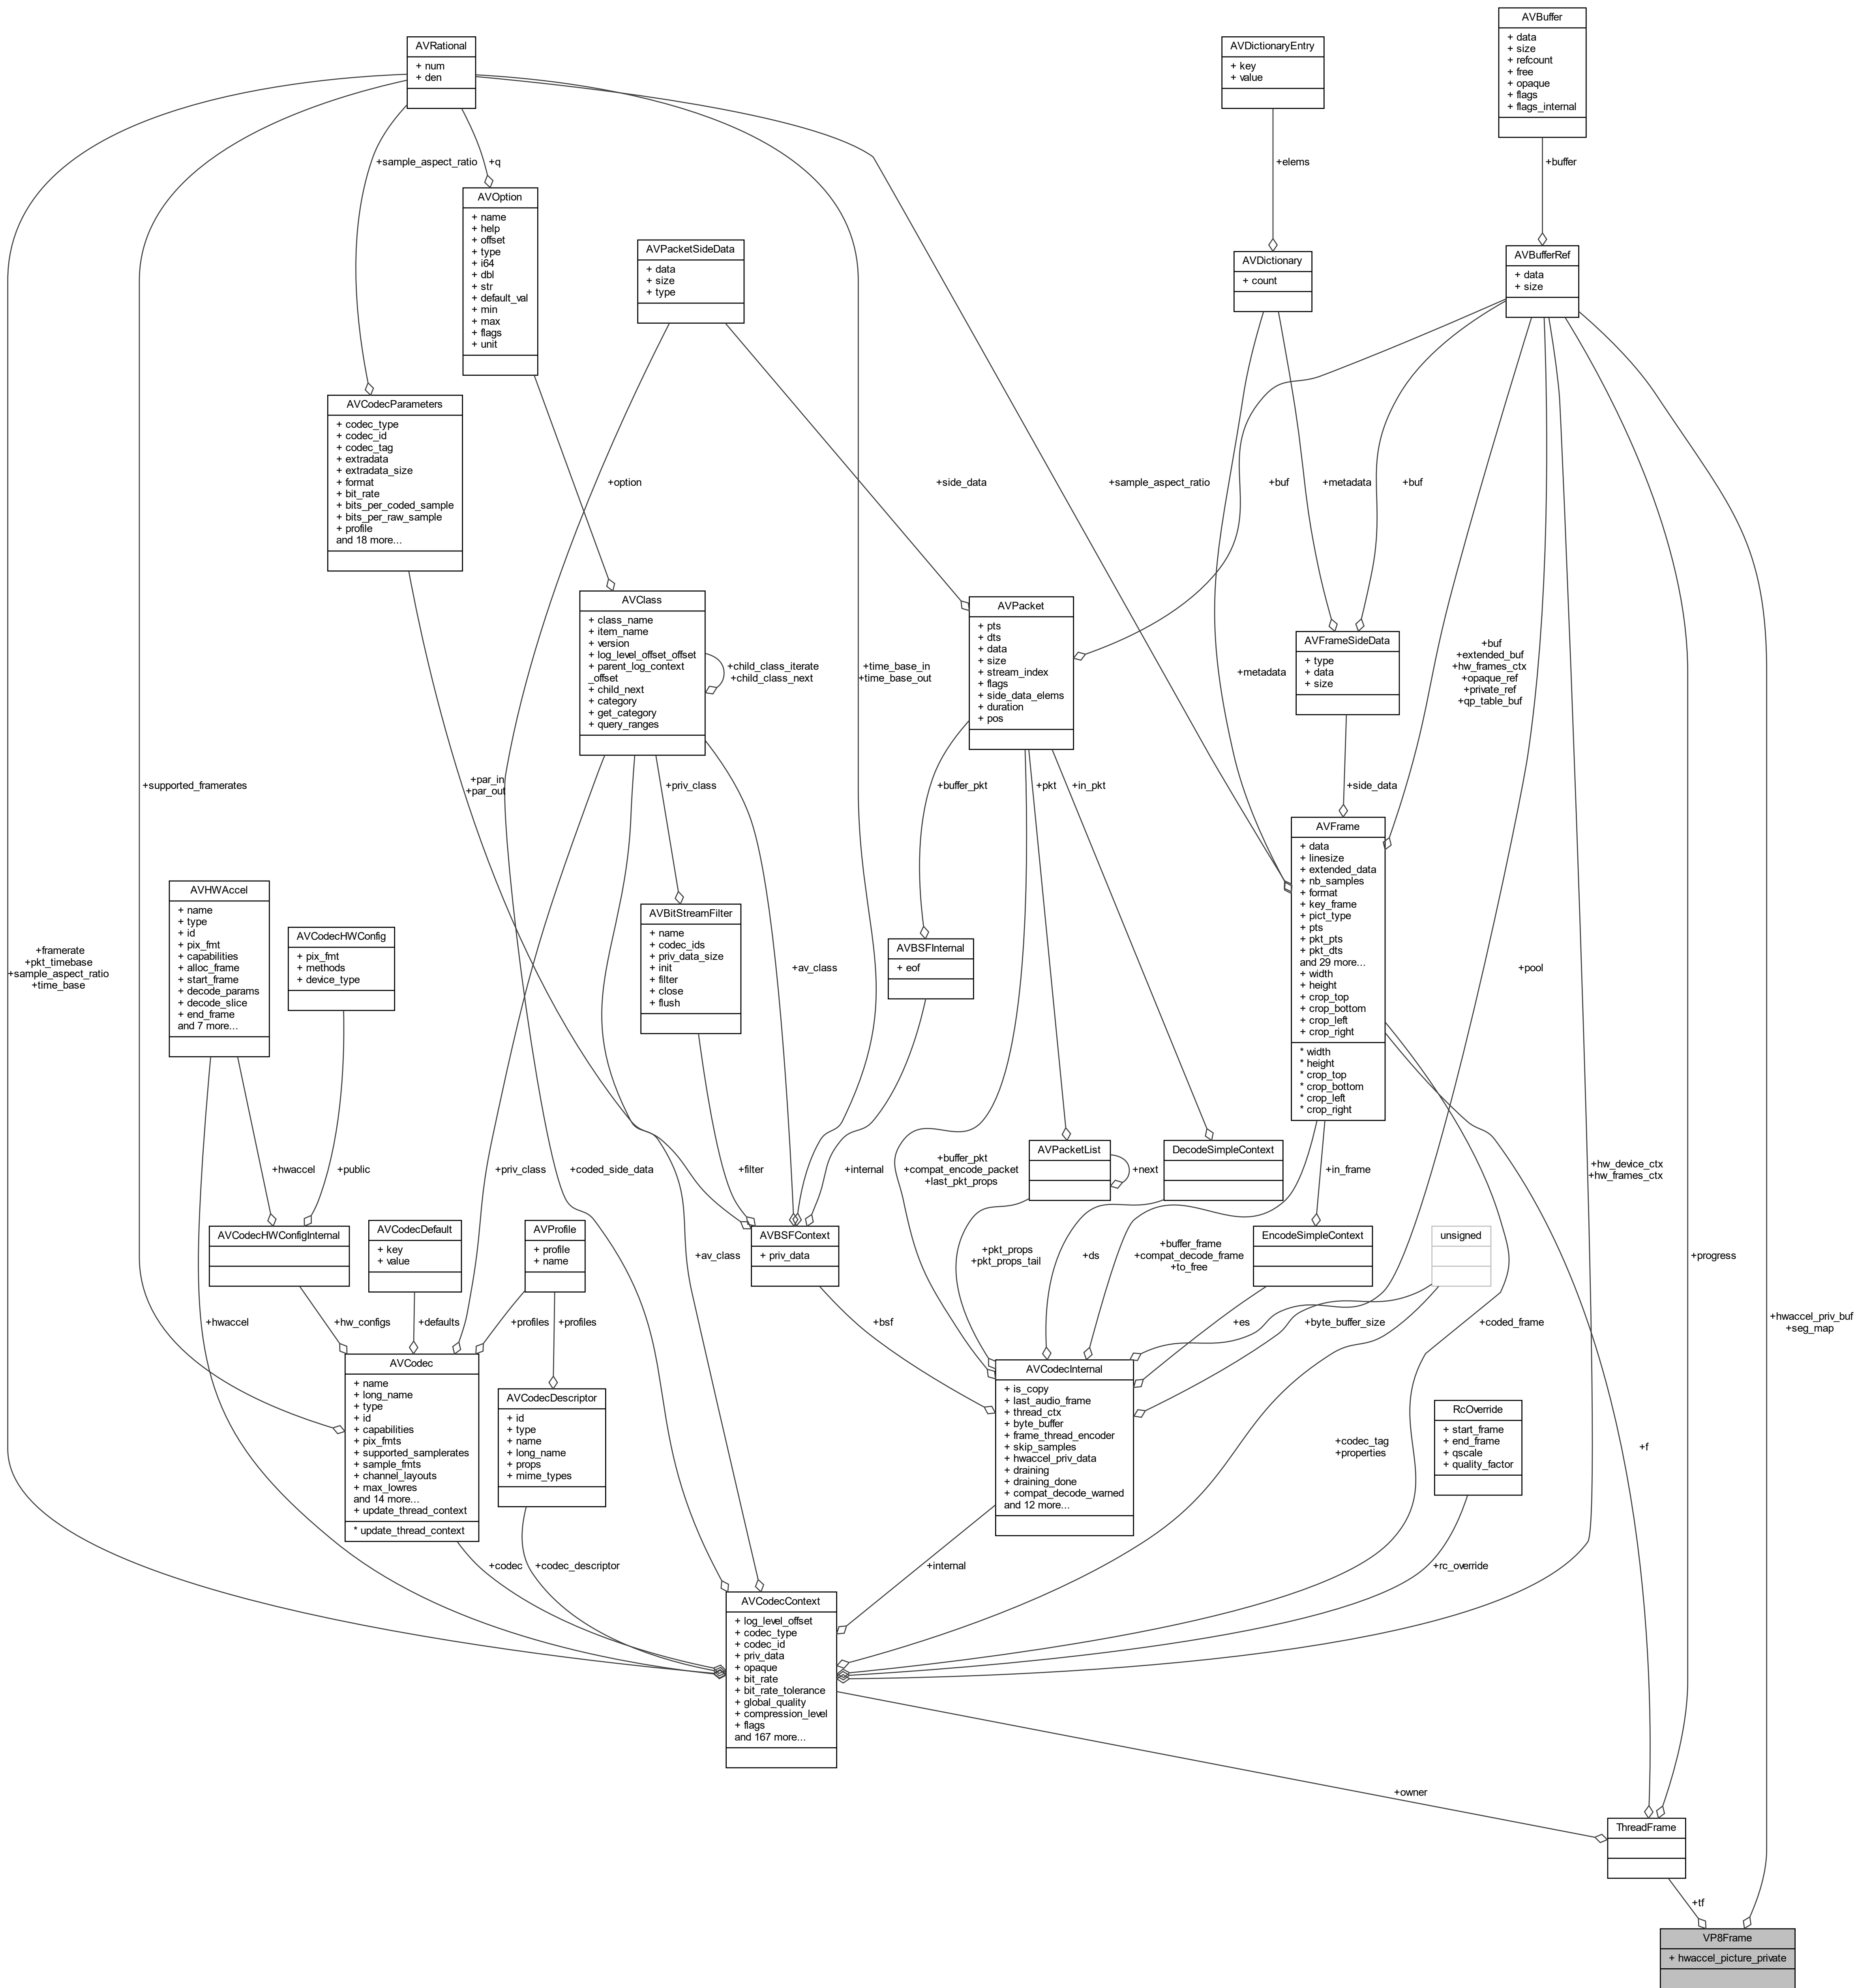 AVBuffer
+ data
+ size
+ refcount
+ free
+ opaque
+ flags
+ flags_internal
AVRational
+ num
+ den
AVDictionaryEntry
+ key
+ value
+sample_aspect_ratio
+q
+elems
+buffer
AVOption
+ name
+ help
+ offset
+ type
+ i64
+ dbl
+ str
+ default_val
+ min
+ max
+ flags
+ unit
AVPacketSideData
+ data
+ size
+ type
AVDictionary
+ count
AVBufferRef
+ data
+ size
AVCodecParameters
+ codec_type
+ codec_id
+ codec_tag
+ extradata
+ extradata_size
+ format
+ bit_rate
+ bits_per_coded_sample
+ bits_per_raw_sample
+ profile
and 18 more...
+option
+side_data
+sample_aspect_ratio
+buf
+metadata
+buf
AVClass
+ class_name
+ item_name
+ version
+ log_level_offset_offset
+ parent_log_context
_offset
+ child_next
+ category
+ get_category
+ query_ranges
+child_class_iterate
+child_class_next
+time_base_in
+time_base_out
AVPacket
+ pts
+ dts
+ data
+ size
+ stream_index
+ flags
+ side_data_elems
+ duration
+ pos
+metadata
AVFrameSideData
+ type
+ data
+ size
+buf
+extended_buf
+hw_frames_ctx
+opaque_ref
+private_ref
+qp_table_buf
+supported_framerates
+par_in
+par_out
+priv_class
+buffer_pkt
+pkt
+in_pkt
+side_data
AVFrame
+ data
+ linesize
+ extended_data
+ nb_samples
+ format
+ key_frame
+ pict_type
+ pts
+ pkt_pts
+ pkt_dts
and 29 more...
+ width
+ height
+ crop_top
+ crop_bottom
+ crop_left
+ crop_right
* width
* height
* crop_top
* crop_bottom
* crop_left
* crop_right
+framerate
+pkt_timebase
+sample_aspect_ratio
+time_base
AVHWAccel
+ name
+ type
+ id
+ pix_fmt
+ capabilities
+ alloc_frame
+ start_frame
+ decode_params
+ decode_slice
+ end_frame
and 7 more...
AVCodecHWConfig
+ pix_fmt
+ methods
+ device_type
AVBitStreamFilter
+ name
+ codec_ids
+ priv_data_size
+ init
+ filter
+ close
+ flush
+av_class
AVBSFInternal
+ eof
+pool
+hwaccel
+public
+priv_class
+coded_side_data
+filter
+internal
+buffer_pkt
+compat_encode_packet
+last_pkt_props
AVPacketList
+next
DecodeSimpleContext
+in_frame
+hw_device_ctx
+hw_frames_ctx
AVCodecHWConfigInternal
AVCodecDefault
+ key
+ value
AVProfile
+ profile
+ name
+av_class
AVBSFContext
+ priv_data
+pkt_props
+pkt_props_tail
+ds
+buffer_frame
+compat_decode_frame
+to_free
EncodeSimpleContext
unsigned
+progress
+hwaccel
+hw_configs
+defaults
+profiles
+profiles
+bsf
+es
+byte_buffer_size
+coded_frame
+hwaccel_priv_buf
+seg_map
AVCodec
+ name
+ long_name
+ type
+ id
+ capabilities
+ pix_fmts
+ supported_samplerates
+ sample_fmts
+ channel_layouts
+ max_lowres
and 14 more...
+ update_thread_context
* update_thread_context
AVCodecDescriptor
+ id
+ type
+ name
+ long_name
+ props
+ mime_types
AVCodecInternal
+ is_copy
+ last_audio_frame
+ thread_ctx
+ byte_buffer
+ frame_thread_encoder
+ skip_samples
+ hwaccel_priv_data
+ draining
+ draining_done
+ compat_decode_warned
and 12 more...
+codec_tag
+properties
RcOverride
+ start_frame
+ end_frame
+ qscale
+ quality_factor
+f
+codec
+codec_descriptor
+internal
+rc_override
AVCodecContext
+ log_level_offset
+ codec_type
+ codec_id
+ priv_data
+ opaque
+ bit_rate
+ bit_rate_tolerance
+ global_quality
+ compression_level
+ flags
and 167 more...
+owner
ThreadFrame
+tf
VP8Frame
+ hwaccel_picture_private